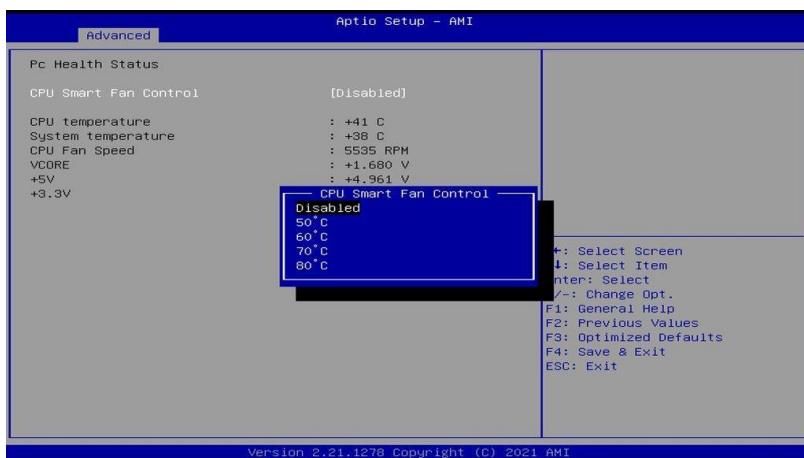 Aptio Setup - AMI
Advanced
Pc Health Status
CPU Smart Fan Control [Disabled]
CPU temperature : +41 C
System temperature : +38 C
CPU Fan Speed : 5535 RPM
VCORE : +1.680 V
+5V : +4.961 V
+3.3V
CPU Smart Fan Control
Disabled
50°C
60°C
70°C
80°C
: Select Screen
: Select Item
nter: Select
/-: Change Opt.
F1: General Help
F2: Previous Values
F3: Optimized Defaults
F4: Save & Exit
ESC: Exit
Version 2.21.1278 Copyright (C) 2021 AMI